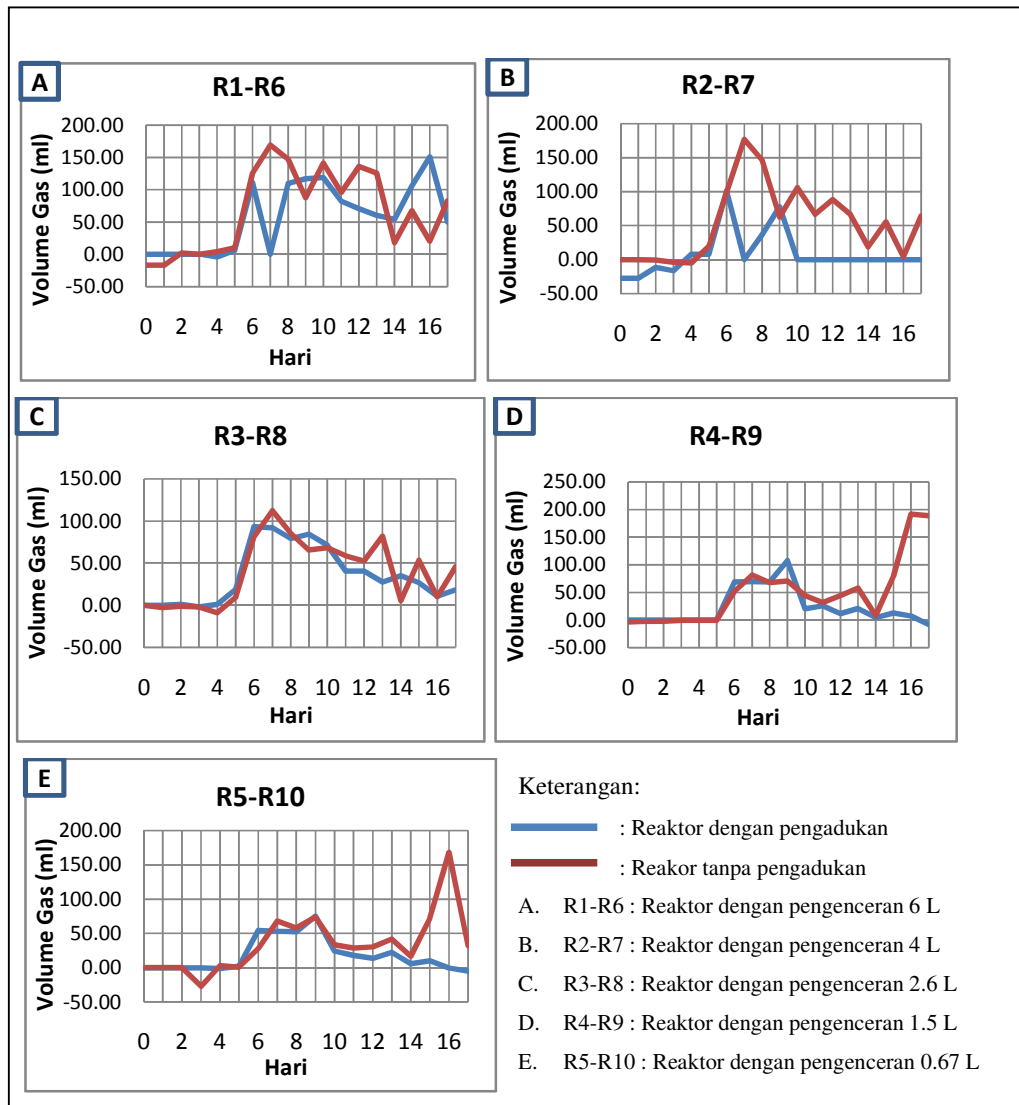 A
R1-R6
Volume Gas (ml)
200.00
150.00
100.00
50.00
0.00
-50.00
0 2 4 6 8 10 12 14 16
Hari
B
R2-R7
Volume Gas (ml)
200.00
150.00
100.00
50.00
0.00
-50.00
0 2 4 6 8 10 12 14 16
C
R3-R8
Volume Gas (ml)
150.00
100.00
50.00
0.00
-50.00
0 2 4 6 8 10 12 14 16
Hari
D
R4-R9
Volume Gas (ml)
250.00
200.00
150.00
100.00
50.00
0.00
-50.00
0 2 4 6 8 10 12 14 16
Hari
E
R5-R10
Volume Gas (ml)
200.00
150.00
100.00
50.00
0.00
-50.00
0 2 4 6 8 10 12 14 16
Hari
Keterangan:
: Reaktor dengan pengadukan
: Reakor tanpa pengadukan
A. R1-R6 : Reaktor dengan pengenceran 6 L
B. R2-R7 : Reaktor dengan pengenceran 4 L
C. R3-R8 : Reaktor dengan pengenceran 2.6 L
D. R4-R9 : Reaktor dengan pengenceran 1.5 L
E. R5-R10 : Reaktor dengan pengenceran 0.67 L